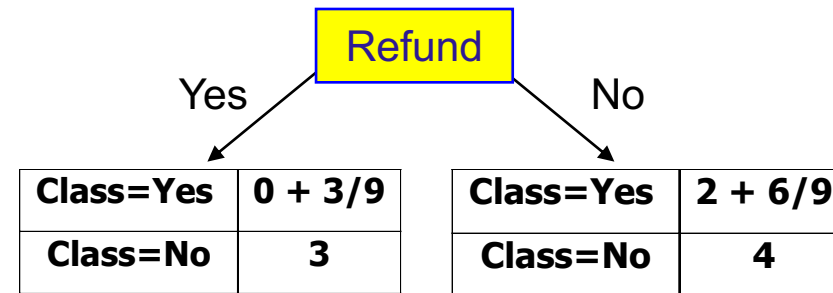 Refund
Yes No
Class=Yes 0 + 3/9 Class=Yes 2 + 6/9
Class=No 3 Class=No 4